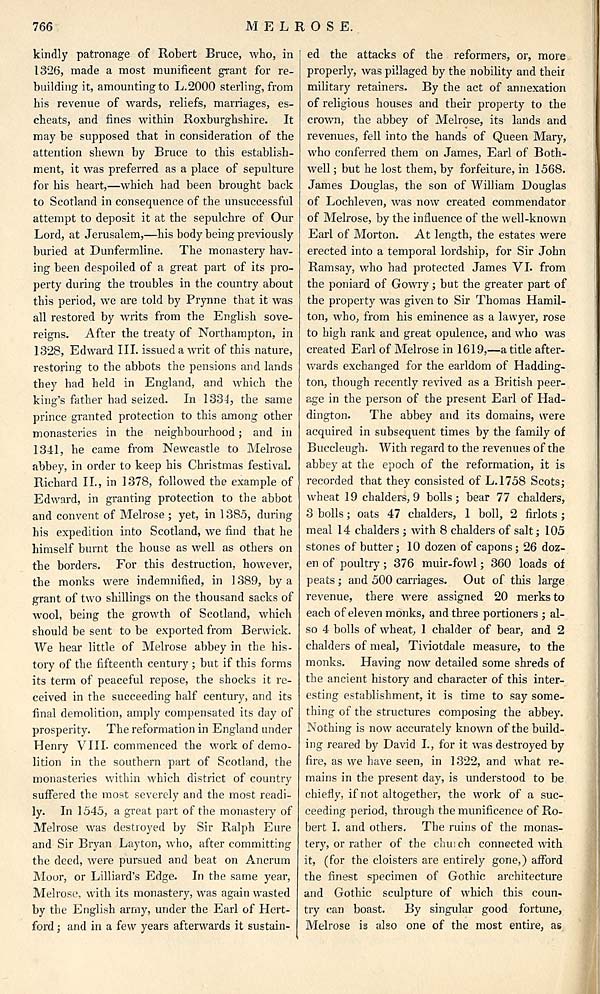 766
MELROSE.
kindly patronage of Robert Bruce, who, in
1326, made a most munificent grant for re-
building it, amounting to L.2000 sterling, from
his revenue of wards, reliefs, marriages, es-
cheats, and fines within Roxburghshire. It
may be supposed that in consideration of the
attention shewn by Bruce to this establish-
ment, it was preferred as a place of sepulture
for his heart,—which had been brought back
to Scotland in consequence of the unsuccessful
attempt to deposit it at the sepulchre of Our
Lord, at Jerusalem,—his body being previously
buried at Dunfermline. The monastery hav-
ing been despoiled of a great part of its pro-
perty during the troubles in the country about
this period, we are told by Prynne that it was
all restored by writs from the English sove-
reigns. After the treaty of Northampton, in
1328, Edward III. issued a writ of this nature,
restoring to the abbots the pensions and lands
they had held in England, and which the
king's father had seized. In 1334, the same
prince granted protection to this among other
monasteries in the neighbourhood; and in
1341, he came from Newcastle to Melrose
abbey, in order to keep his Christmas festival.
Richard II., in 1378, followed the example of
Edward, in granting protection to the abbot
and convent of Melrose; yet, in 1385, during
his expedition into Scotland, we find that he
himself burnt the house as well as others on
the borders. For this destruction, however,
the monks were indemnified, in 1389, by a
grant of two shillings on the thousand sacks of
wool, being the growth of Scotland, which
should be sent to be exported from Berwick.
We hear little of Melrose abbey in the his-
tory of the fifteenth century; but if this forms
its term of peaceful repose, the shocks it re-
ceived in the succeeding half century, and its
final demolition, amply compensated its day of
prosperity. The reformation in England under
Henry VIII. commenced the work of demo-
lition in the southern part of Scotland, the
monasteries within which district of country
suffered the most severely and the most readi-
ly. In 1545, a great part of the monastery of
Melrose was destroyed by Sir Ralph Eure
and Sir Bryan Layton, who, after committing
the deed, were pursued and beat on Ancrum
Moor, or Lilliard's Edge. In the same year,
Melrose, with its monastery, was again wasted
by the English army, under the Earl of Hert-
ford; and in a few years afterwards it sustain-
ed the attacks of the reformers, or, more
properly, was pillaged by the nobility and their
military retainers. By the act of annexation
of religious houses and their property to the
crown, the abbey of Melrose, its lands and
revenues, fell into the hands of Queen Mary,
who conferred them on James, Earl of Both-
well; but he lost them, by forfeiture, in 1568.
James Douglas, the son of William Douglas
of Lochleven, was now created commendator
of Melrose, by the influence of the well-known
Earl of Morton. At length, the estates were
erected into a temporal lordship, for Sir John
Ramsay, who had protected James VI. from
the poniard of Gowry; but the greater part of
the property was given to Sir Thomas Hamil-
ton, who, from his eminence as a lawyer, rose
to high rank and great opulence, and who was
created Earl of Melrose in 1619,—a title after-
wards exchanged for the earldom of Hadding-
ton, though recently revived as a British peer-
age in the person of the present Earl of Had-
dington. The abbey and its domains, were
acquired in subsequent times by the family of
Buccleugh. With regard to the revenues of the
abbey at the epoch of the reformation, it is
recorded that they consisted of L.1758 Scots;
wheat 19 chalders, 9 bolls; bear 77 chalders,
3 bolls; oats 47 chalders, 1 boll, 2 firlots;
meal 14 chalders; with 8 chalders of salt; 105
stones of butter; 10 dozen of capons; 26 doz-
en of poultry; 376 muir-fowl; 360 loads of
peats; and 500 carriages. Out of this large
revenue, there were assigned 20 merks to
each of eleven monks, and three portioners; al-
so 4 bolls of wheat, 1 chalder of bear, and 2
chalders of meal, Tiviotdale measure, to the
monks. Having now detailed some shreds of
the ancient history and character of this inter-
esting establishment, it is time to say some-
thing of the structures composing the abbey.
Nothing is now accurately known of the build-
ing reared by David I., for it was destroyed by
fire, as we have seen, in 1322, and what re-
mains in the present day, is understood to be
chiefly, if not altogether, the work of a suc-
ceeding period, through the munificence of Ro-
bert I. and others. The ruins of the monas-
tery, or rather of the church connected with
it, (for the cloisters are entirely gone,) afford
the finest specimen of Gothic architecture
and Gothic sculpture of which this coun-
try can boast. By singular good fortune,
Melrose is also one of the most entire, as